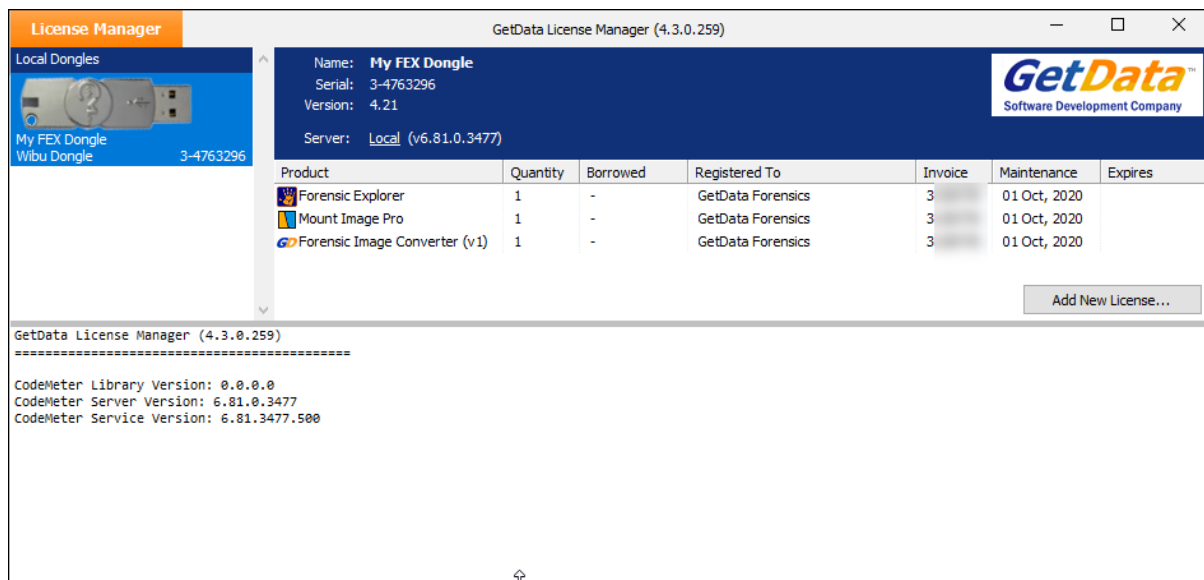 License Manager
GetData License Manager (4.3.0.259)
Local Dongles
My FEX Dongle
Wibu Dongle 3-4763296
Name: My FEX Dongle
Serial: 3-4763296
Version: 4.21
Server: Local (v6.81.0.3477)
GetData™
Software Development Company
Product Quantity Borrowed Registered To Invoice Maintenance Expires
Forensic Explorer 1 - GetData Forensics 3 01 Oct, 2020
Mount Image Pro 1 - GetData Forensics 3 01 Oct, 2020
GD Forensic Image Converter (v1) 1 - GetData Forensics 3 01 Oct, 2020
Add New License...
GetData License Manager (4.3.0.259)
============================================
CodeMeter Library Version: 0.0.0.0
CodeMeter Server Version: 6.81.0.3477
CodeMeter Service Version: 6.81.3477.500